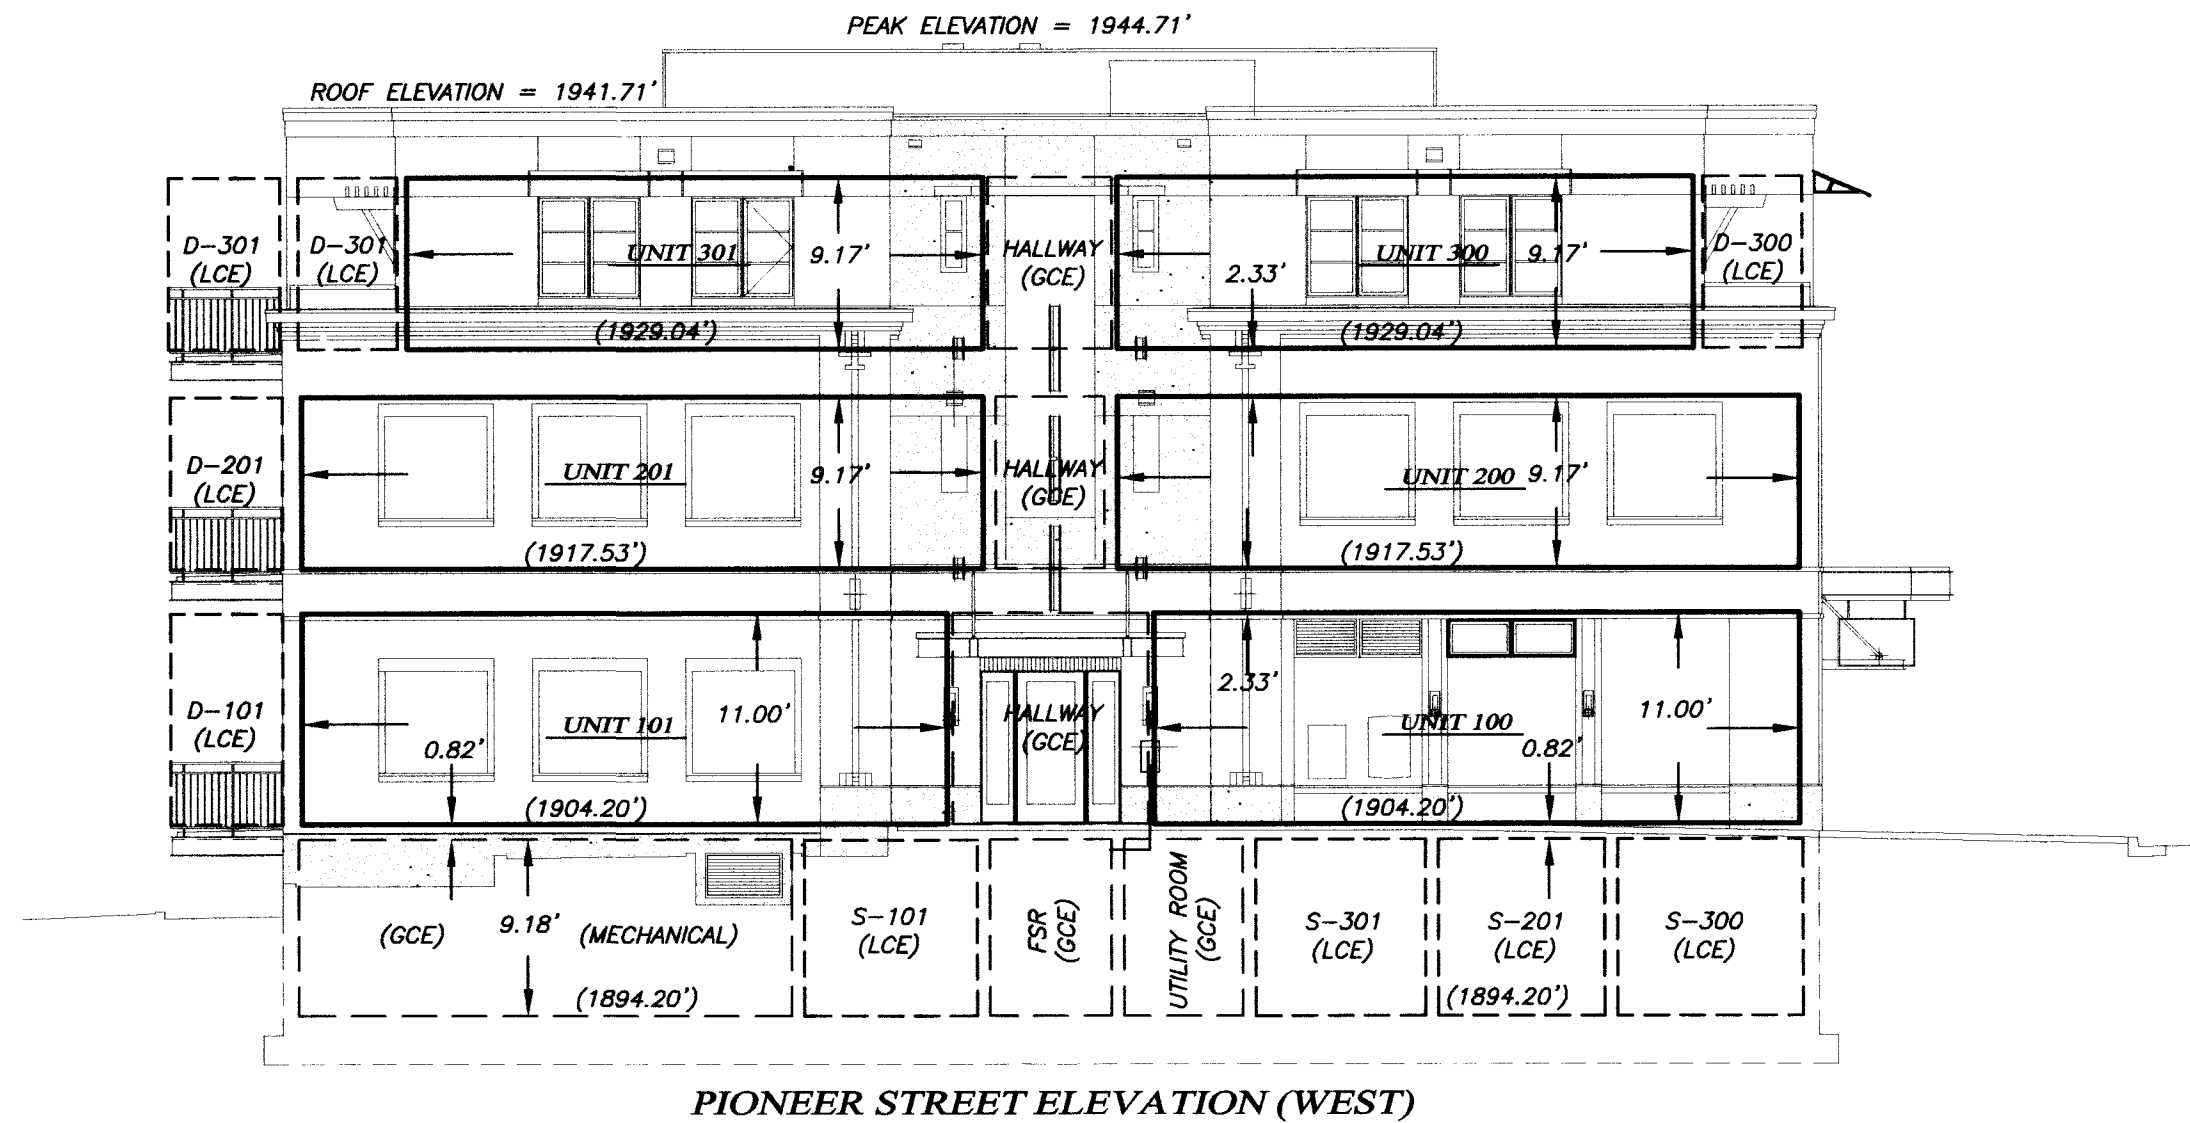 PEAK ELEVATION = 1944.71'
ROOF ELEVATION = 1941.71'
D-301
(LCE)
D-301
(LCE)
UNIT 301
9.17'
(1929.04')
HALLWAY
(GCE)
2.33'
UNIT 300
9.17'
(1929.04')
D-300
(LCE)
D-201
(LCE)
UNIT 201
9.17'
(1917.53')
HALLWAY
(GCE)
UNIT 200
9.17'
(1917.53')
D-101
(LCE)
0.82'
UNIT 101
11.00'
(1904.20')
HALLWAY
(GCE)
2.33'
UNIT 100
0.82'
11.00'
(1904.20')
(GCE)
9.18'
(MECHANICAL)
(1894.20')
S-101
(LCE)
FSR
(GCE)
UTILITY ROOM
(GCE)
S-301
(LCE)
S-201
(LCE)
(1894.20')
S-300
(LCE)
PIONEER STREET ELEVATION (WEST)